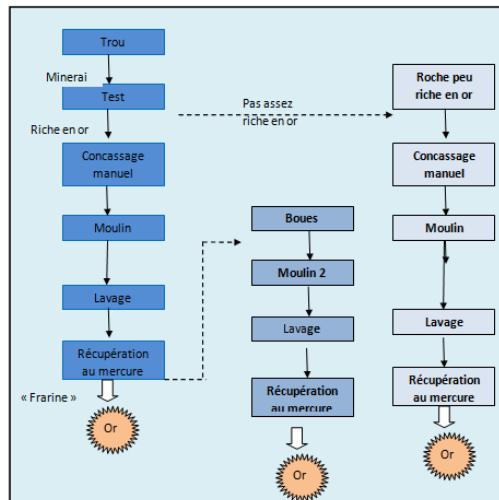 Trou
Minerai
Test
Riche en or
Concassage
manuel
Moulin
Lavage
Récupération
au mercure
« Frarine »
Or
Pas assez
riche en or
Boues
Moulin 2
Lavage
Récupération
au mercure
Or
Roche peu
riche en or
Concassage
manuel
Moulin
Lavage
Récupération
au mercure
Or